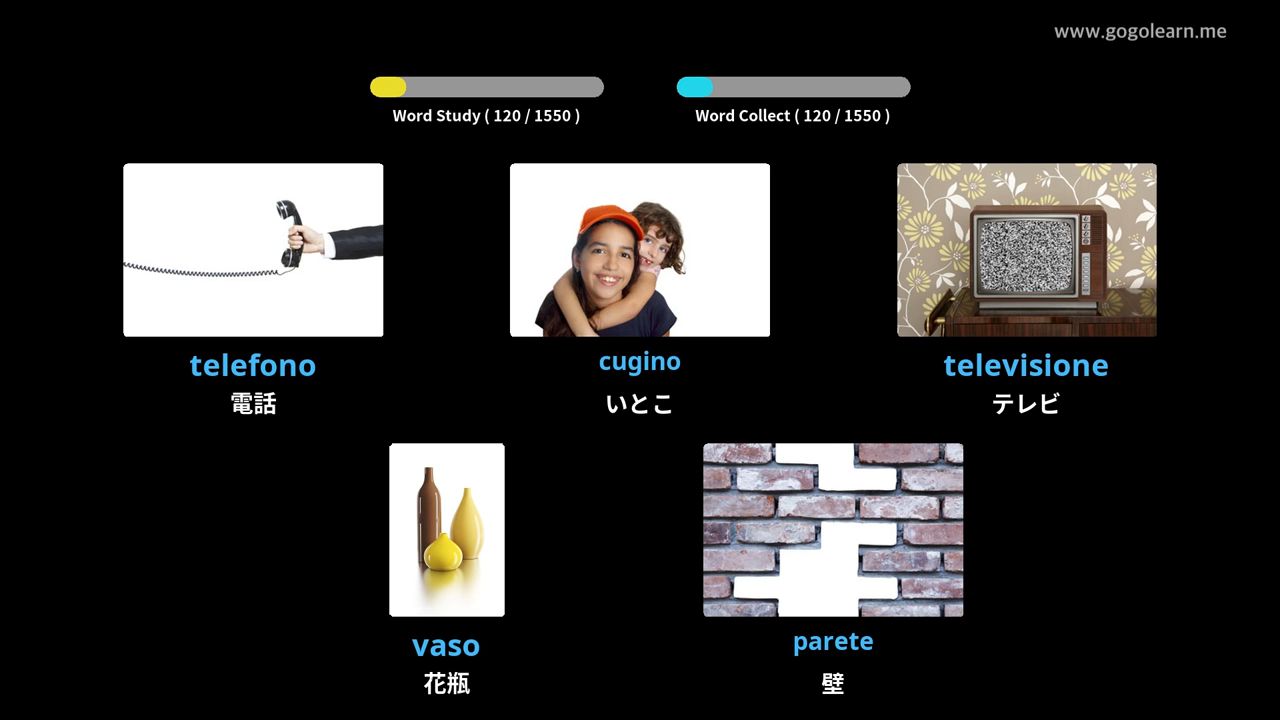 www.gogolearn.me
Word Study ( 120 / 1550 )
Word Collect ( 120 / 1550 )
telefono
電話
cugino
いとこ
televisione
テレビ
vaso
花瓶
parete
壁